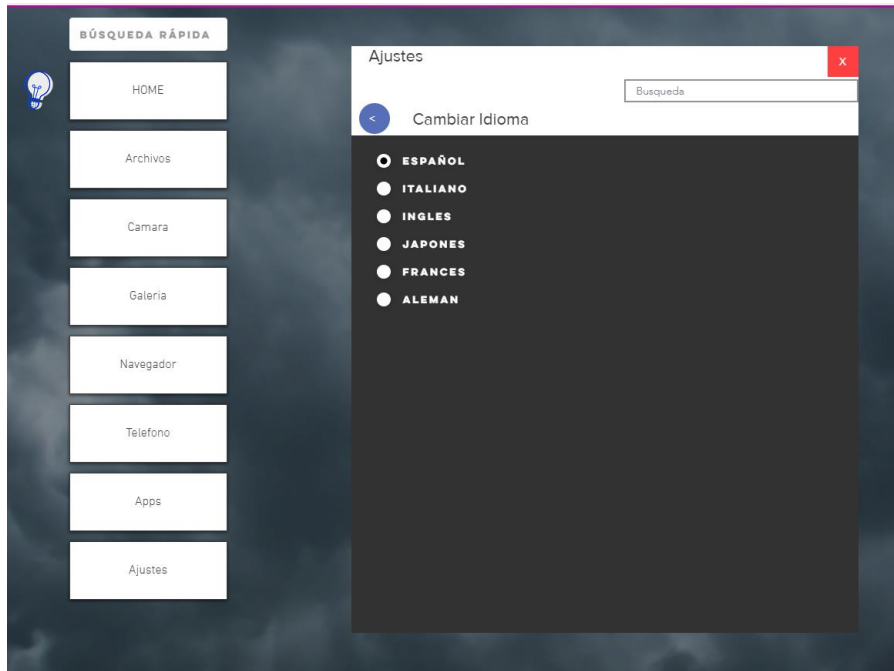 BÚSQUEDA RÁPIDA
HOME
Archivos
Camara
Galeria
Navegador
Telefono
Apps
Ajustes
Ajustes
X
Busqueda
< Cambiar Idioma
ESPAÑOL
ITALIANO
INGLES
JAPONES
FRANCES
ALEMAN